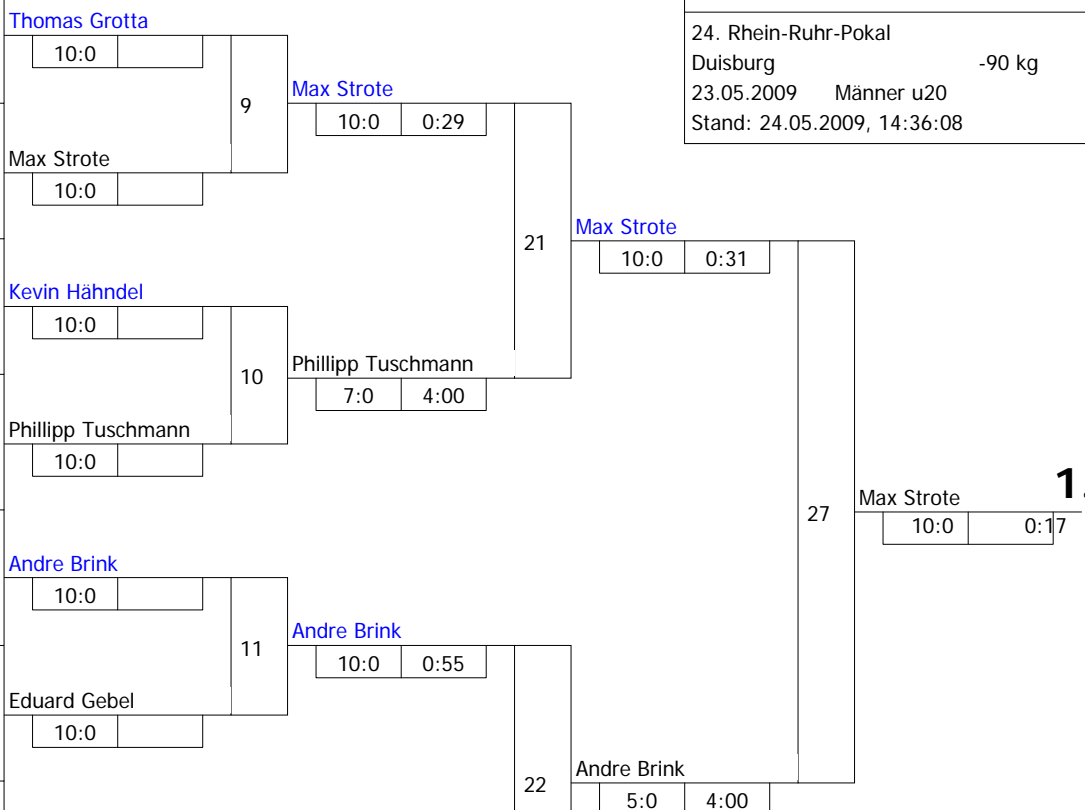 Thomas Grotta
10:0
9
Max Strote
10:0 0:29
Max Strote
10:0
24. Rhein-Ruhr-Pokal
Duisburg -90 kg
23.05.2009 Männer u20
Stand: 24.05.2009, 14:36:08
21
Max Strote
10:0 0:31
Kevin Hähndel
10:0
10
Phillipp Tuschmann
7:0 4:00
Phillipp Tuschmann
10:0
27
Max Strote 1.
10:0 0:17
Andre Brink
10:0
11
Andre Brink
10:0 0:55
Eduard Gebel
10:0
22
Andre Brink
5:0 4:00